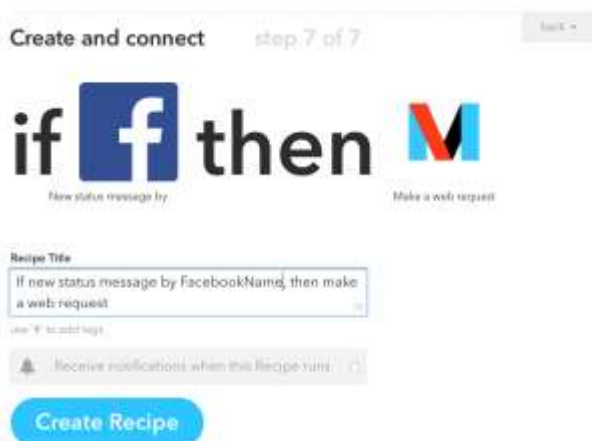 Create and connect step 7 of 7
back
if f then M
New status message by Make a web request
Recipe Title
If new status message by FacebookName, then make
a web request
use '#' to add tags
Receive notifications when this Recipe runs
Create Recipe